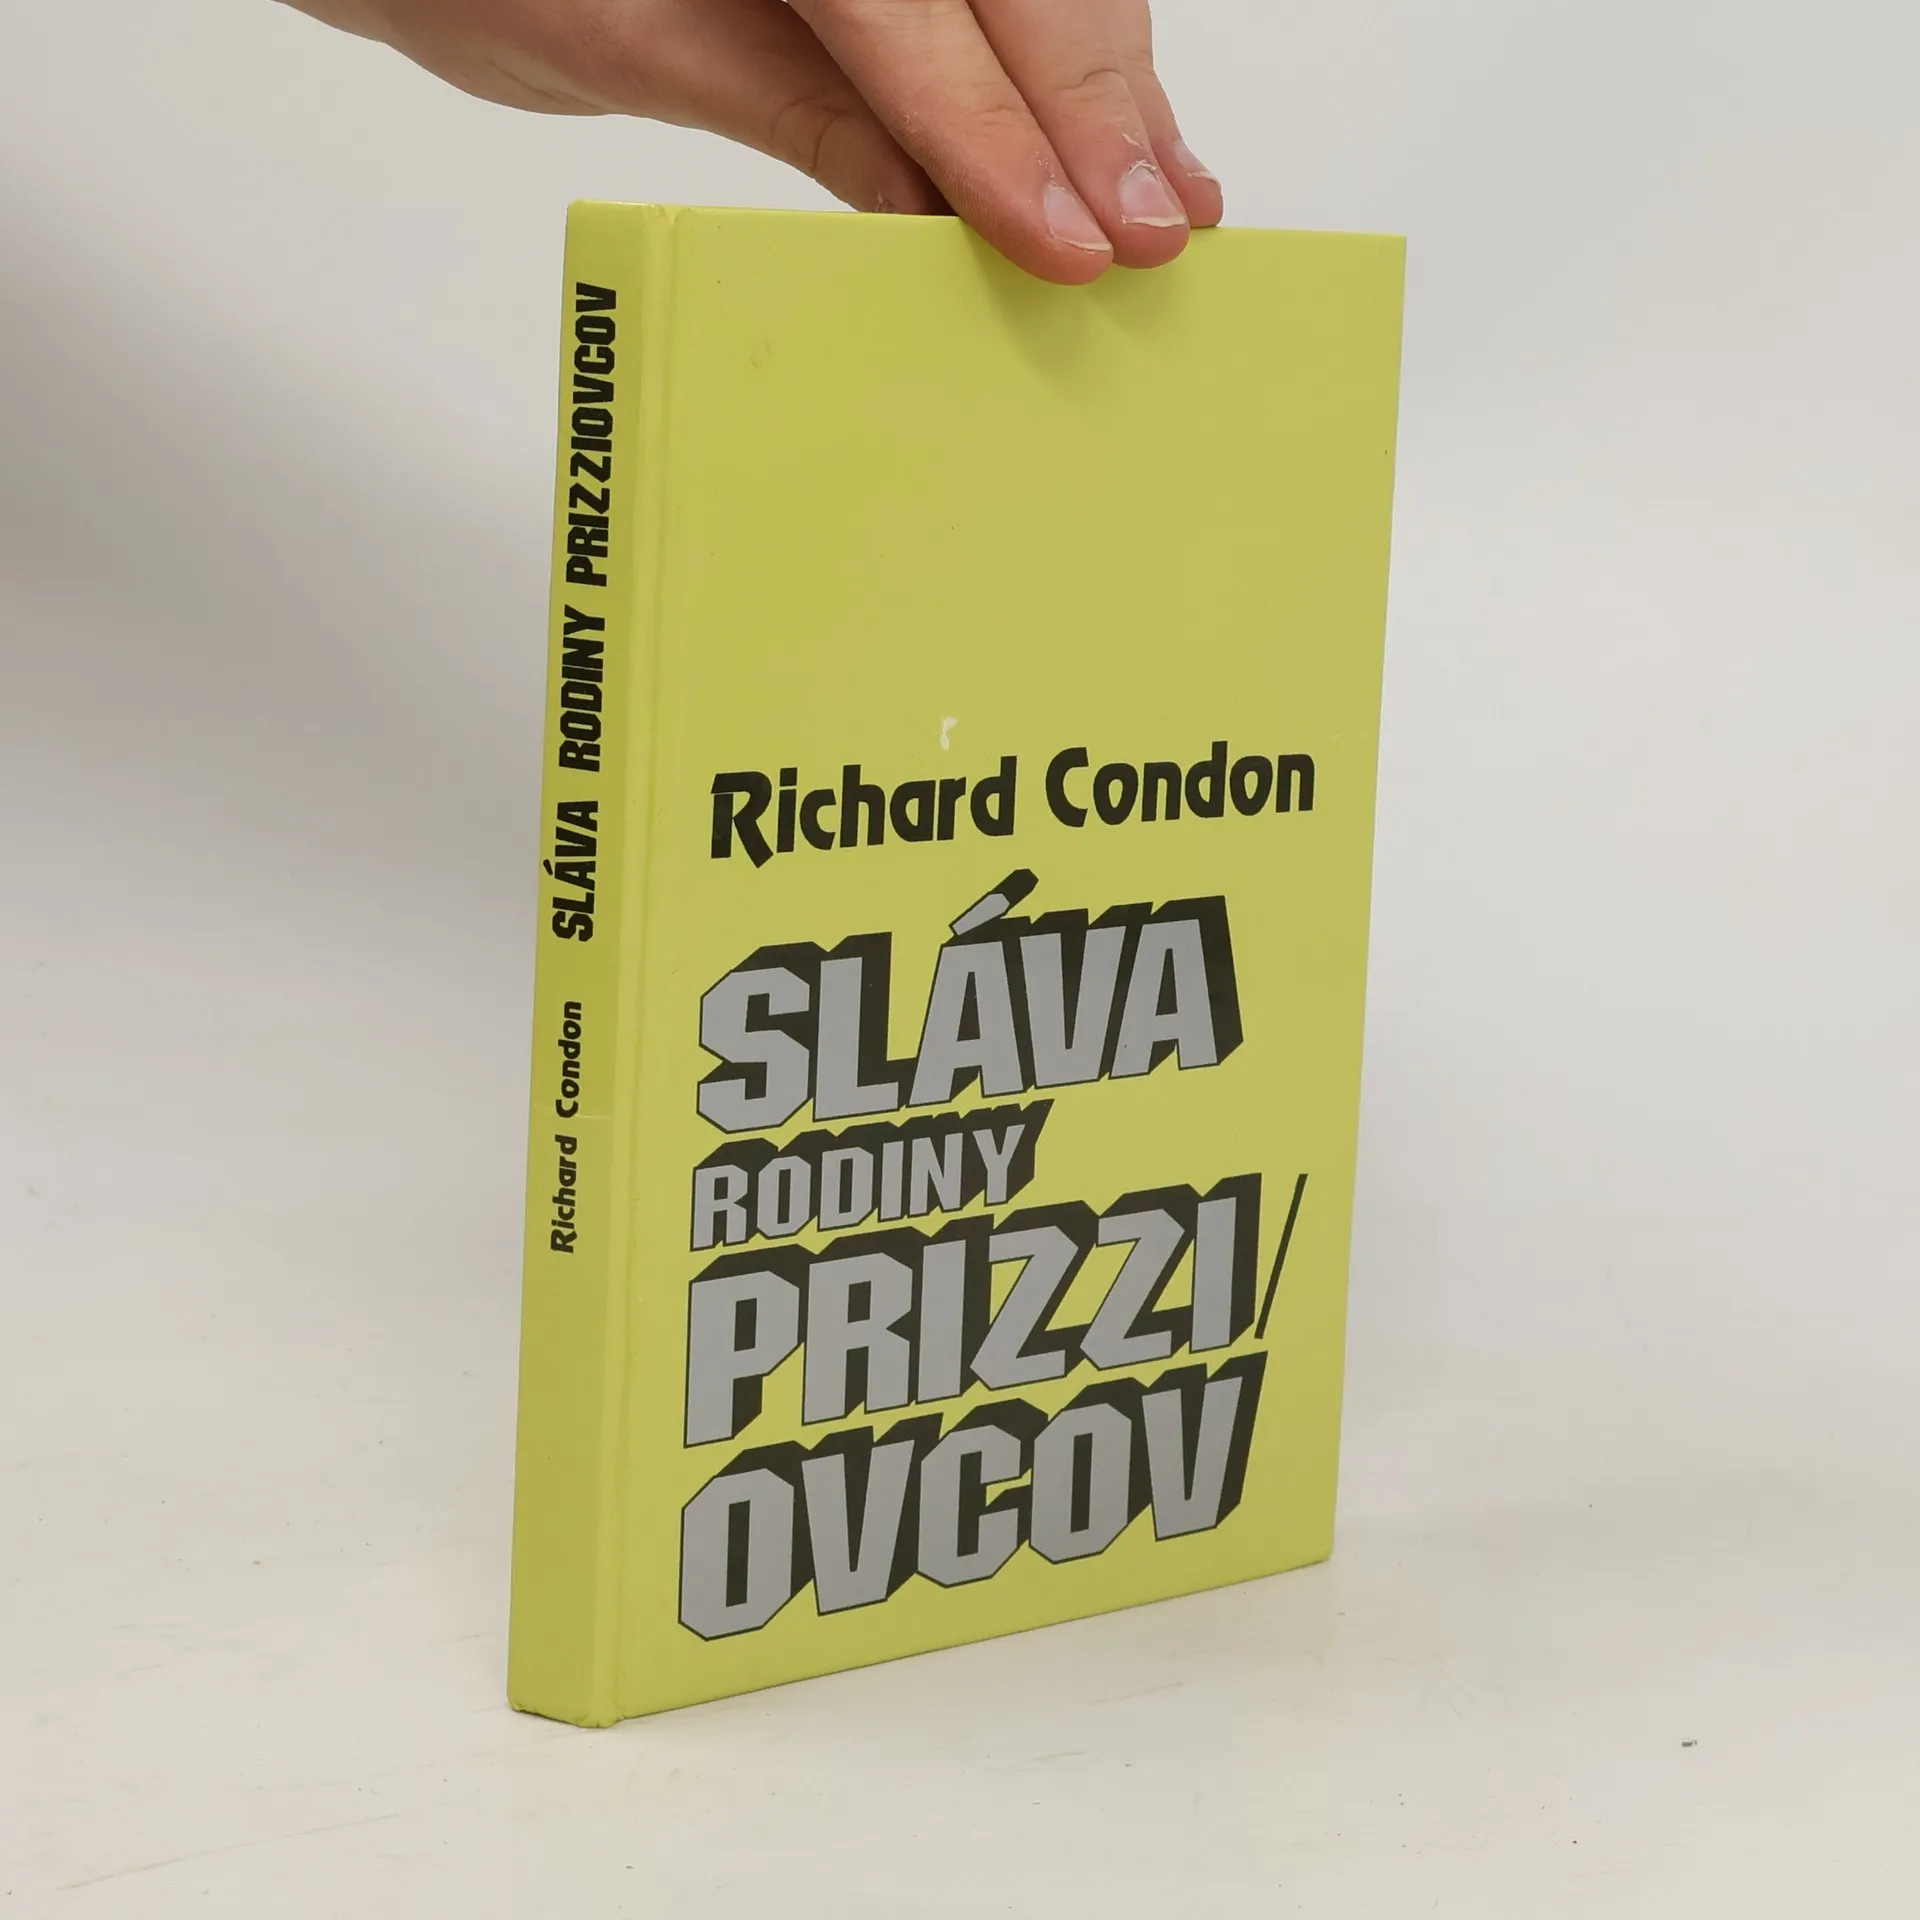 Richard Condon
SLÁVA
RODINY
PRIZZI/
OVCOV
Richard Condon SLÁVA RODINY PRIZZIOVCOV